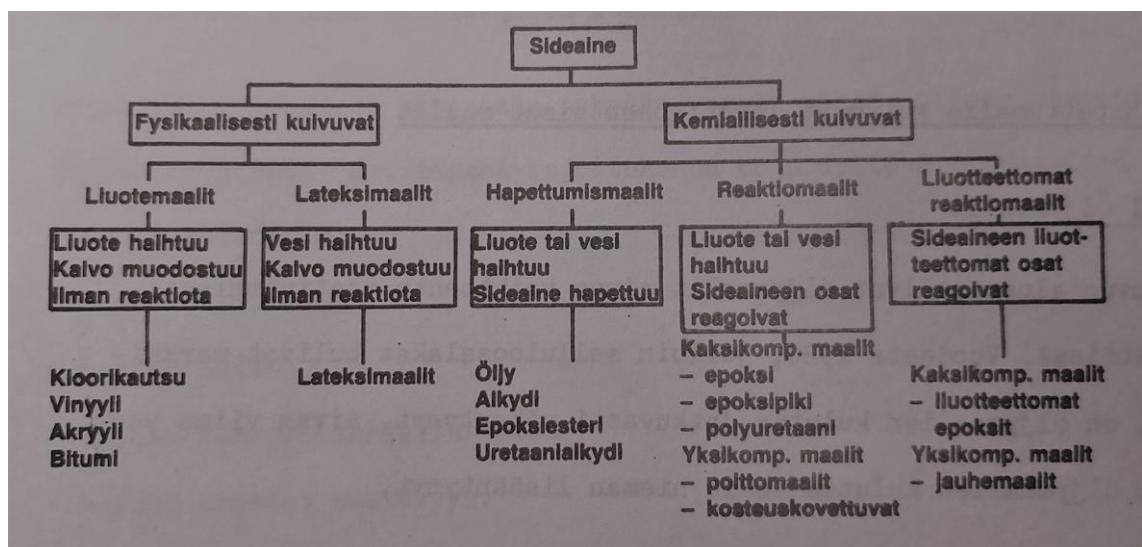 Sideaine
Fysikaalisesti kuivuvat
Kemiallisesti kuivuvat
Liuotemaalit
Lateksimaalit
Hapettumismaalit
Reaktiomaalit
Liuotteettomat
reaktiomaalit
Liuote haihtuu
Kalvo muodostuu
Ilman reaktiota
Vesi haihtuu
Kalvo muodostuu
Ilman reaktiota
Liuote tai vesi
haihtuu
Sideaine hapettuu
Liuote tai vesi
haihtuu
Sideaineen osat
reagoivat
Sideaineen liuot-
teettomat osat
reagoivat
Kloorikautsu
Vinyyli
Akryyli
Bitumi
Lateksimaalit
Öljy
Alkydi
Epoksiesteri
Uretaanialkydi
Kaksikomp. maalit
– epoksi
– epoksipiki
– polyuretaani
Yksikomp. maalit
– polttomaalit
– kosteuskovettuvat
Kaksikomp. maalit
– liuotteettomat
epoksit
Yksikomp. maalit
– jauhemaalit